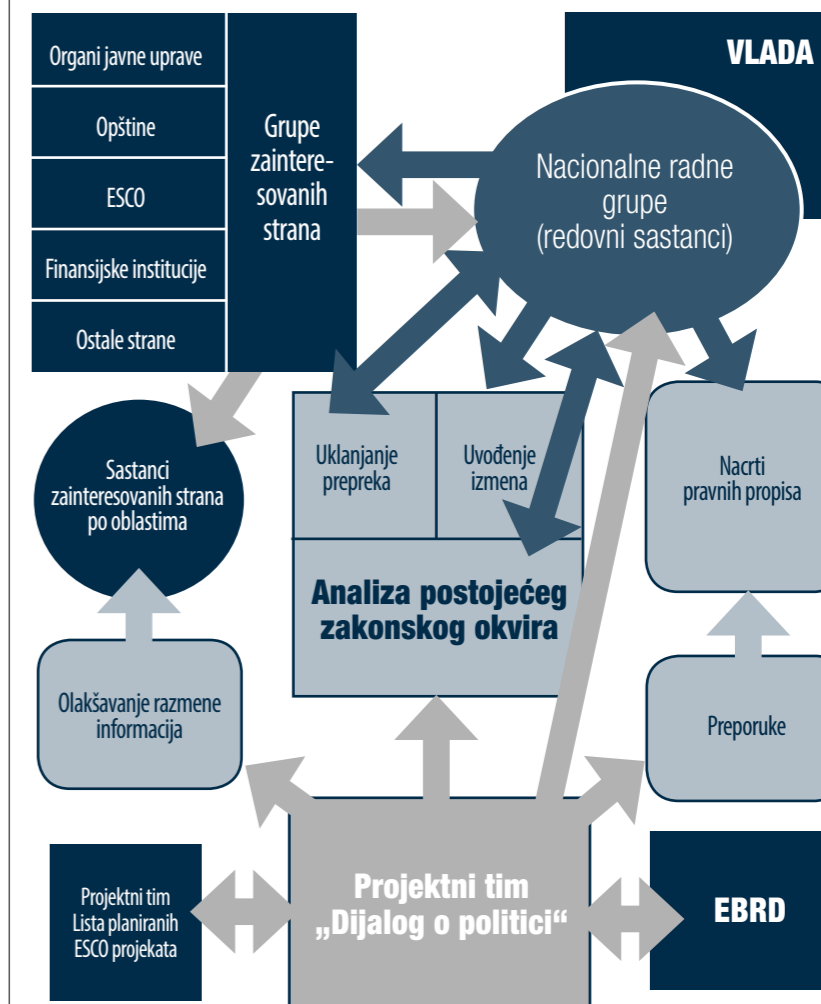 Organi javne uprave
Opštine
ESCO
Finansijske institucije
Ostale strane
Grupe
zaintere-
sovanih
strana
VLADA
Nacionalne radne
grupe
(redovni sastanci)
Sastanci
zainteresovanih strana
po oblastima
Uklanjanje
prepreka
Uvođenje
izmena
Nacrti
pravnih propisa
Analiza postojećeg
zakonskog okvira
Olakšavanje razmene
informacija
Preporuke
Projektni tim
Lista planiranih
ESCO projekata
Projektni tim
„Dijalog o politici“
EBRD